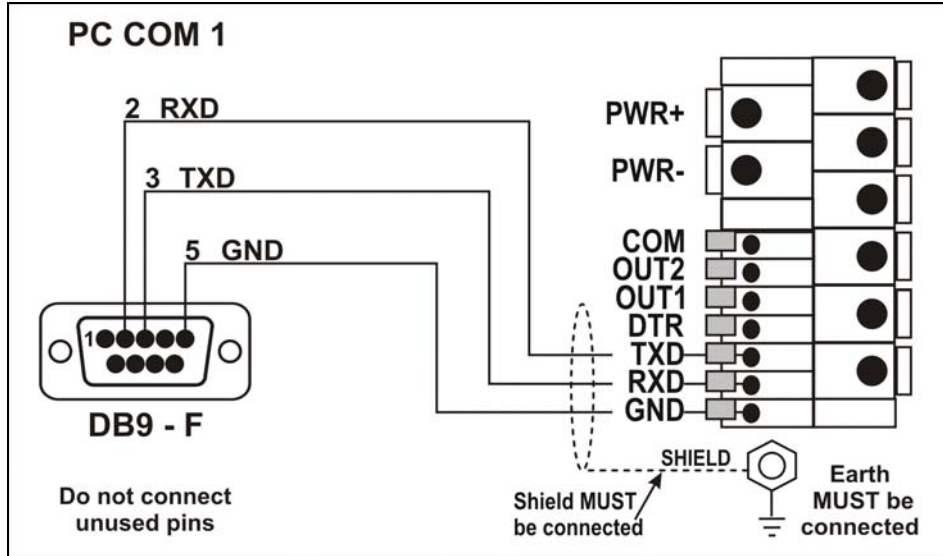 PC COM 1
2 RXD
3 TXD
5 GND
1
DB9 - F
Do not connect
unused pins
PWR+
PWR-
COM
OUT2
OUT1
DTR
TXD
RXD
GND
SHIELD
Shield MUST
be connected
Earth
MUST be
connected